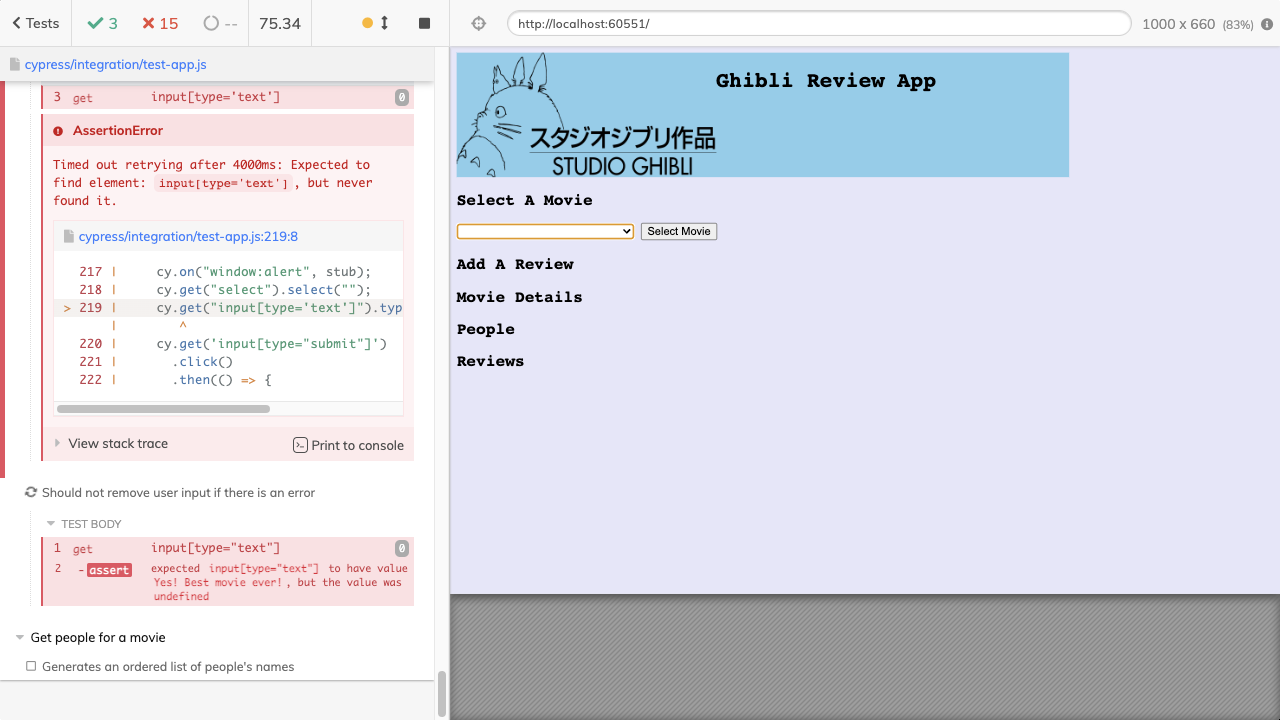 Tests
3
15
--
75.34
http://localhost:60551/
1000 x 660 (83%)
cypress/integration/test-app.js
3 get input[type='text'] 0
AssertionError
Timed out retrying after 4000ms: Expected to
find element: input[type='text'], but never
found it.
cypress/integration/test-app.js:219:8
217 | cy.on("window:alert", stub);
218 | cy.get("select").select("");
> 219 | cy.get("input[type='text']").typ
| ^
220 | cy.get('input[type="submit"]')
221 | .click()
222 | .then(() => {
View stack trace
Print to console
Should not remove user input if there is an error
TEST BODY
1 get input[type="text"] 0
2 -assert expected input[type="text"] to have value
Yes! Best movie ever!, but the value was
undefined
Get people for a movie
Generates an ordered list of people's names
Ghibli Review App
スタジオジブリ作品
STUDIO GHIBLI
Select A Movie
Select Movie
Add A Review
Movie Details
People
Reviews